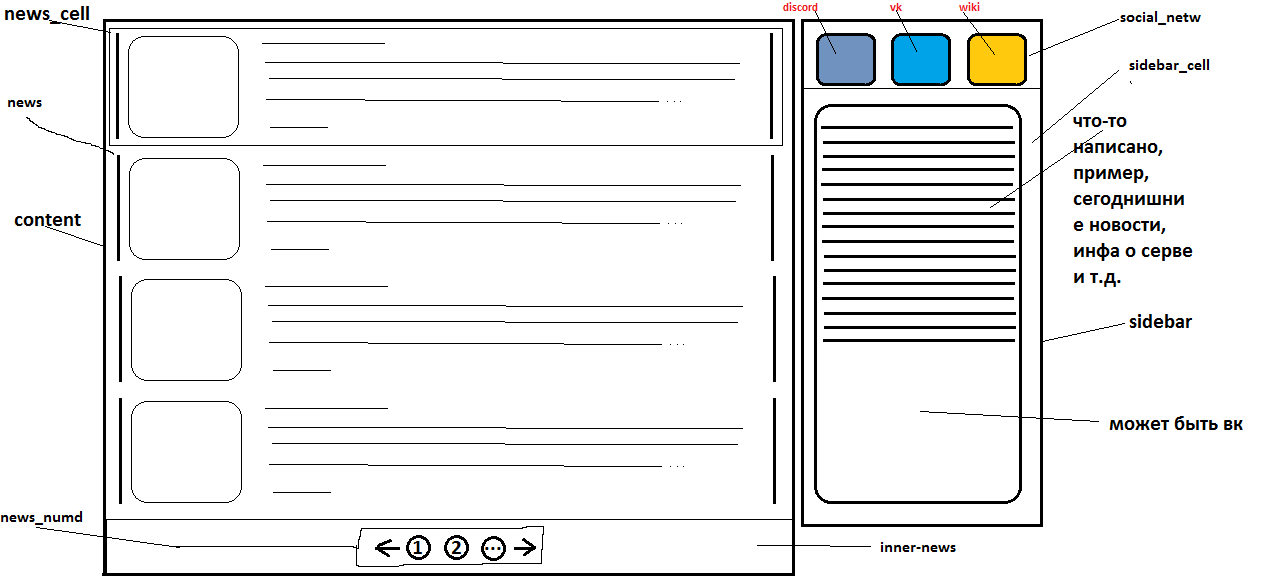 news_cell
discord
vk
wiki
social_netw
sidebar_cell
news
что-то
написано,
пример,
сегоднишни
е новости,
инфа о серве
и т.д.
content
sidebar
может быть вк
news_numd
1
2
...
inner-news